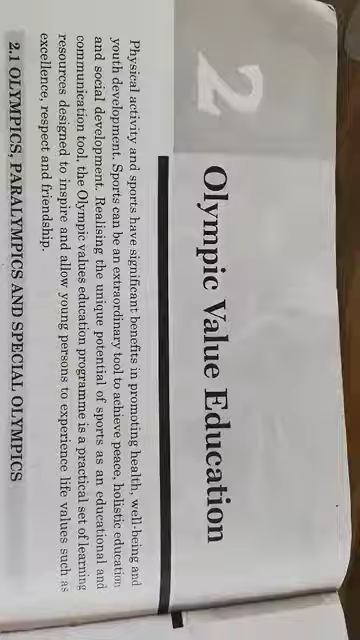 2
Olympic Value Education
Physical activity and sports have significant benefits in promoting health, well-being and
youth development. Sports can be an extraordinary tool to achieve peace, holistic education
and social development. Realising the unique potential of sports as an educational and
communication tool, the Olympic values education programme is a practical set of learning
resources designed to inspire and allow young persons to experience life values such as
excellence, respect and friendship.
2.1 OLYMPICS, PARALYMPICS AND SPECIAL OLYMPICS